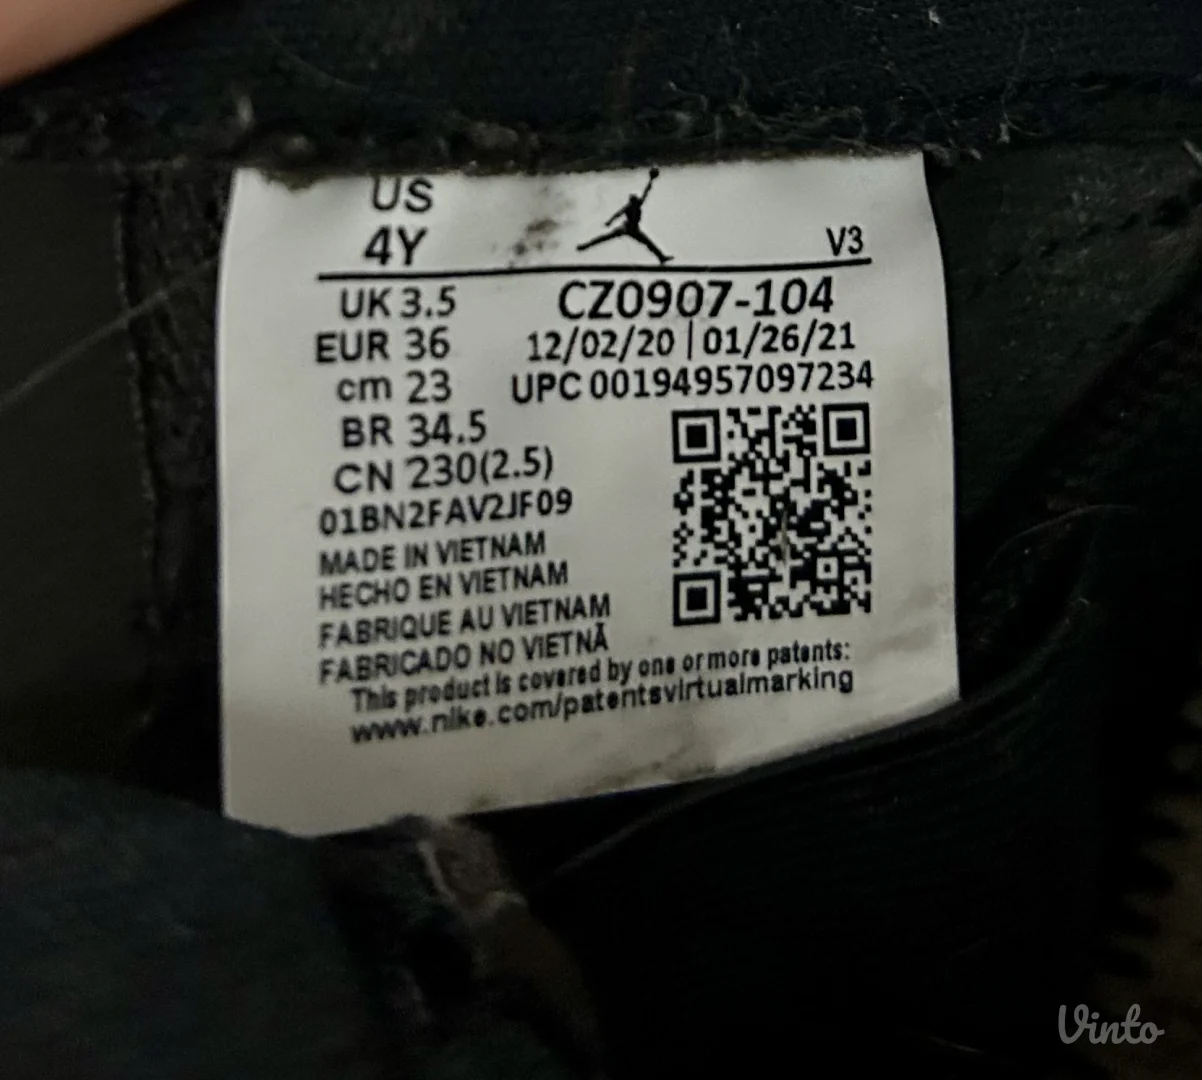 US
4Y
V3
UK 3.5
CZ0907-104
EUR 36
12/02/20 | 01/26/21
cm 23
UPC 00194957097234
BR 34.5
CN 230(2.5)
01BN2FAV2JF09
MADE IN VIETNAM
HECHO EN VIETNAM
FABRIQUE AU VIETNAM
FABRICADO NO VIETNÃ
This product is covered by one or more patents:
www.nike.com/patentsvirtualmarking
Vinto